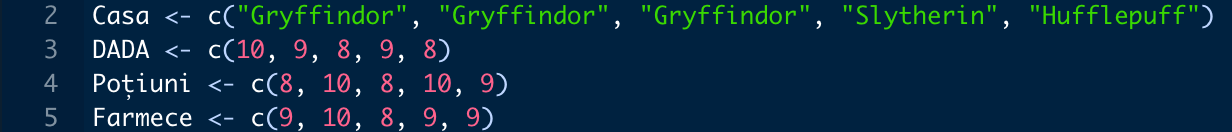 2 Casa <- c("Gryffindor", "Gryffindor", "Gryffindor", "Slytherin", "Hufflepuff")
3 DADA <- c(10, 9, 8, 9, 8)
4 Poțiuni <- c(8, 10, 8, 10, 9)
5 Farmece <- c(9, 10, 8, 9, 9)